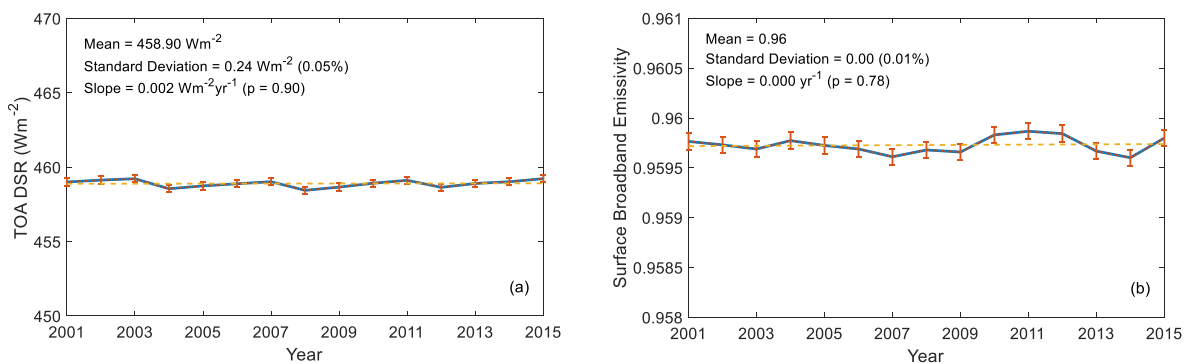 470
465
460
455
450
TOA DSR (Wm-2)
Mean = 458.90 Wm-2
Standard Deviation = 0.24 Wm-2 (0.05%)
Slope = 0.002 Wm-2yr-1 (p = 0.90)
(a)
2001 2003 2005 2007 2009 2011 2013 2015
Year
0.961
0.9605
0.96
0.9595
0.959
0.9585
0.958
Surface Broadband Emissivity
Mean = 0.96
Standard Deviation = 0.00 (0.01%)
Slope = 0.000 yr-1 (p = 0.78)
(b)
2001 2003 2005 2007 2009 2011 2013 2015
Year